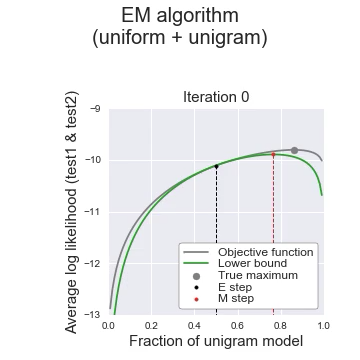 EM algorithm
(uniform + unigram)
Iteration 0
Average log likelihood (test1 & test2)
−9
−10
−11
−12
−13
Objective function
Lower bound
True maximum
E step
M step
0.0 0.2 0.4 0.6 0.8 1.0
Fraction of unigram model